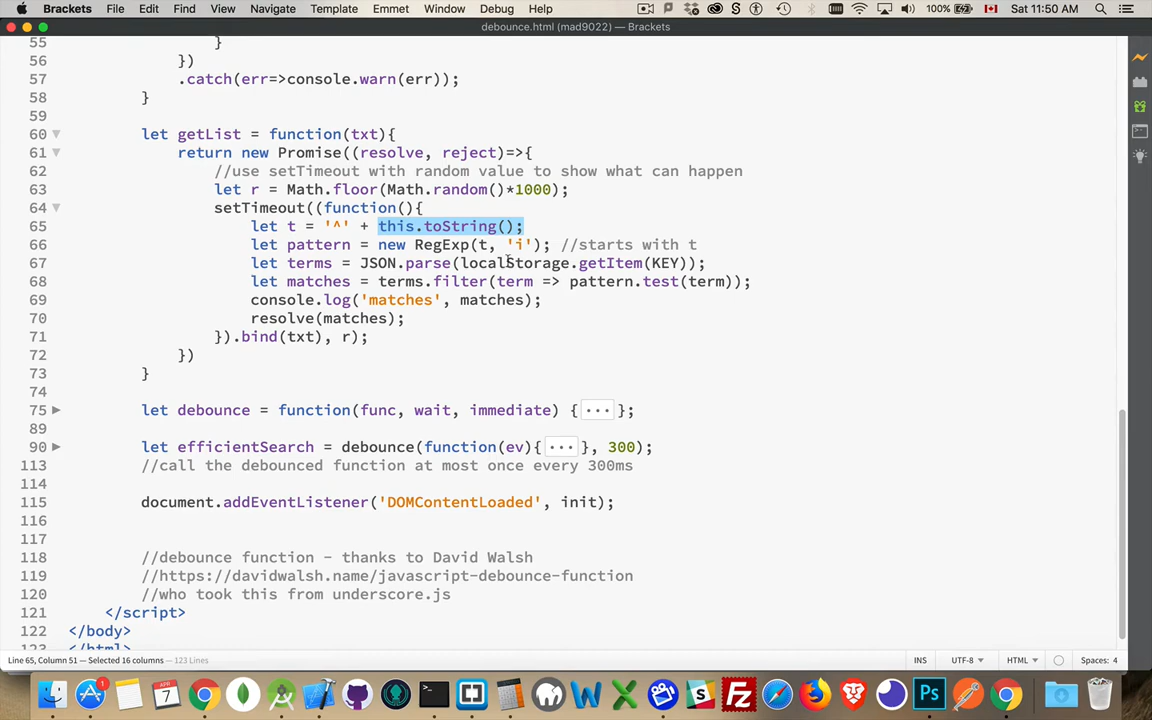 Brackets File Edit Find View Navigate Template Emmet Window Debug Help 100% Sat 11:50 AM
debounce.html (mad9022) — Brackets
55 }
56 })
57 .catch(err=>console.warn(err));
58 }
59
60 let getList = function(txt){
61 return new Promise((resolve, reject)=>{
62 //use setTimeout with random value to show what can happen
63 let r = Math.floor(Math.random()*1000);
64 setTimeout((function(){
65 let t = '^' + this.toString();
66 let pattern = new RegExp(t, 'i'); //starts with t
67 let terms = JSON.parse(localStorage.getItem(KEY));
68 let matches = terms.filter(term => pattern.test(term));
69 console.log('matches', matches);
70 resolve(matches);
71 }).bind(txt), r);
72 })
73 }
74
75 let debounce = function(func, wait, immediate) {...};
89
90 let efficientSearch = debounce(function(ev){...}, 300);
113 //call the debounced function at most once every 300ms
114
115 document.addEventListener('DOMContentLoaded', init);
116
117
118 //debounce function - thanks to David Walsh
119 //https://davidwalsh.name/javascript-debounce-function
120 //who took this from underscore.js
121 </script>
122 </body>
123 </html>
Line 65, Column 51 — Selected 16 columns — 123 Lines INS UTF-8 HTML Spaces: 4